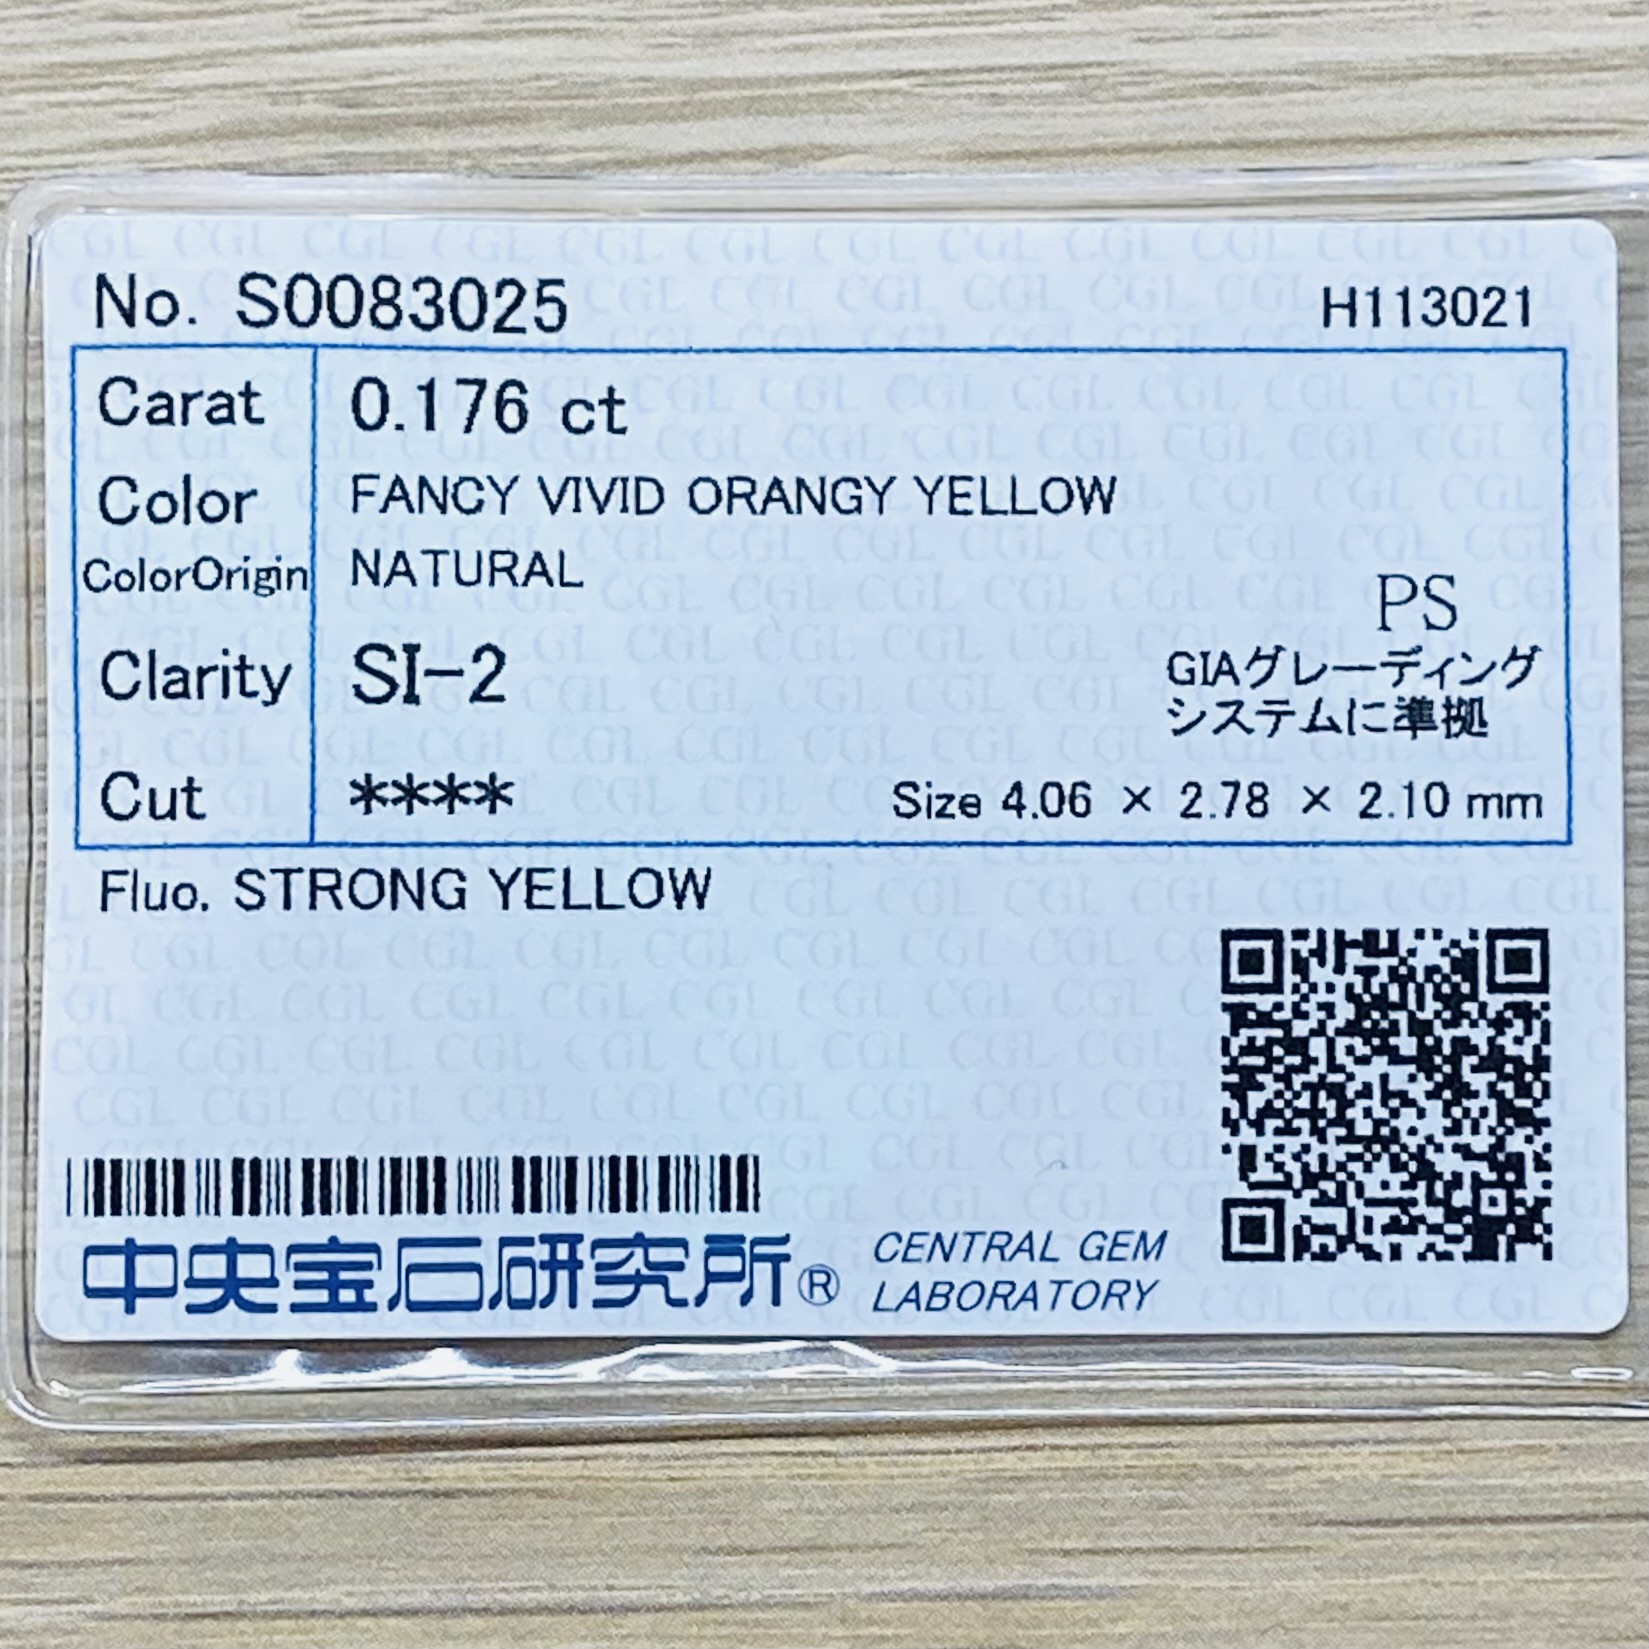 No. S0083025
H113021
Carat 0.176 ct
Color FANCY VIVID ORANGY YELLOW
ColorOrigin NATURAL
PS
Clarity SI-2
GIAグレーディング
システムに準拠
Cut ****
Size 4.06 × 2.78 × 2.10 mm
Fluo. STRONG YELLOW
中央宝石研究所®
CENTRAL GEM
LABORATORY